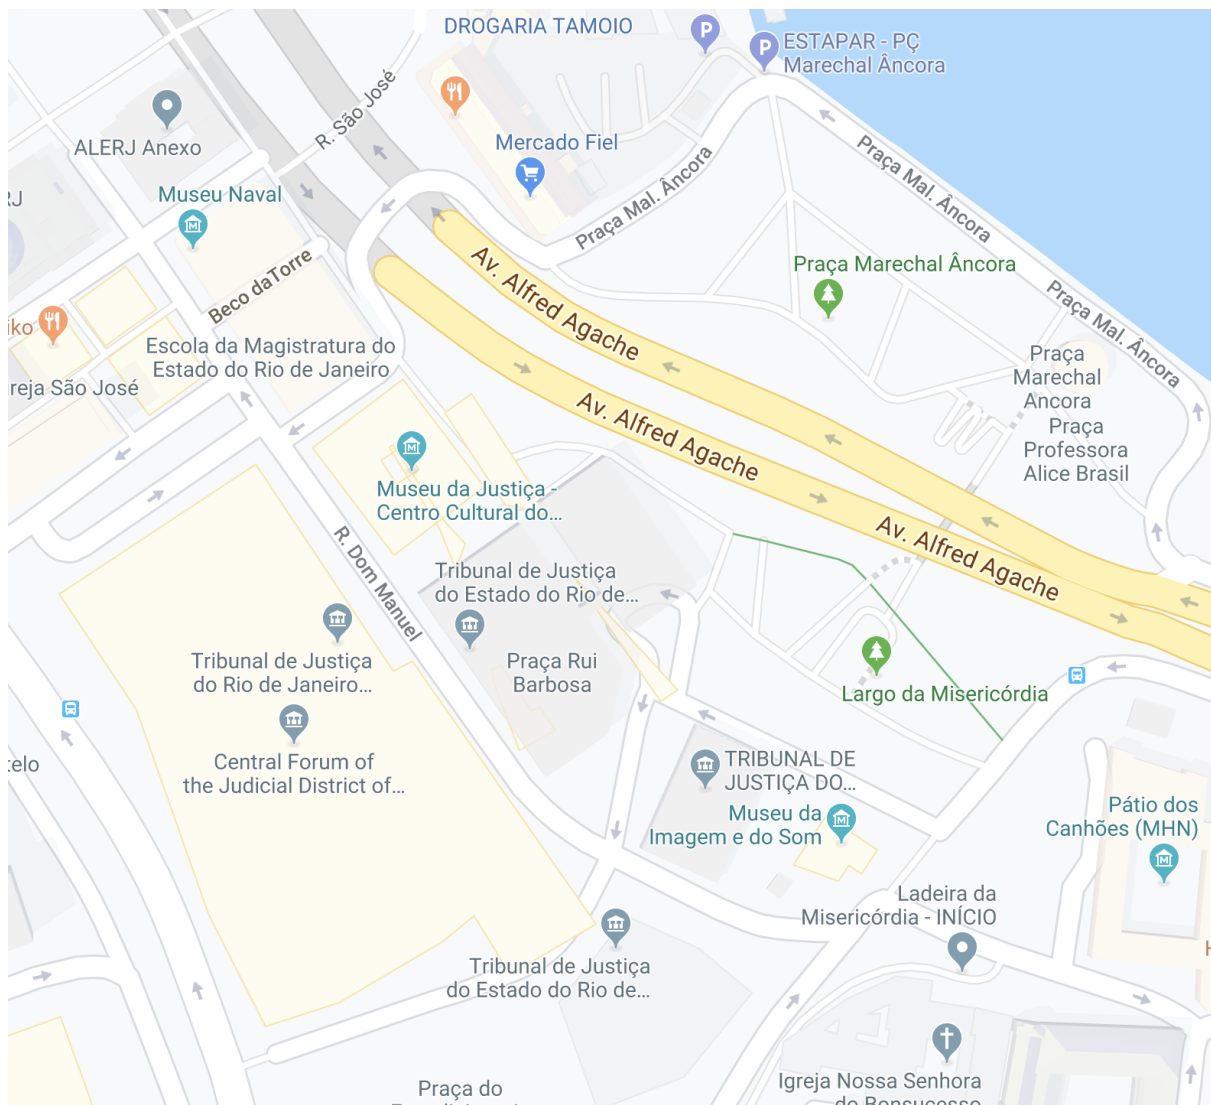 DROGARIA TAMOIO
ESTAPAR - PÇ
Marechal Âncora
R. São José
ALERJ Anexo
Mercado Fiel
Praça Mal. Âncora
Museu Naval
RJ
Praça Mal. Âncora
Beco daTorre
Av. Alfred Agache
Praça Marechal Âncora
Praça Mal. Âncora
iko
Escola da Magistratura do
Estado do Rio de Janeiro
reja São José
Praça
Marechal
Ancora
Praça
Professora
Alice Brasil
Av. Alfred Agache
Museu da Justiça -
Centro Cultural do...
Av. Alfred Agache
R. Dom Manuel
Tribunal de Justiça
do Estado do Rio de...
Tribunal de Justiça
do Rio de Janeiro...
Praça Rui
Barbosa
Largo da Misericórdia
telo
Central Forum of
the Judicial District of...
TRIBUNAL DE
JUSTIÇA DO...
Museu da
Imagem e do Som
Pátio dos
Canhões (MHN)
Ladeira da
Misericórdia - INÍCIO
H
Tribunal de Justiça
do Estado do Rio de...
Praça do
Igreja Nossa Senhora
do Bonsucesso